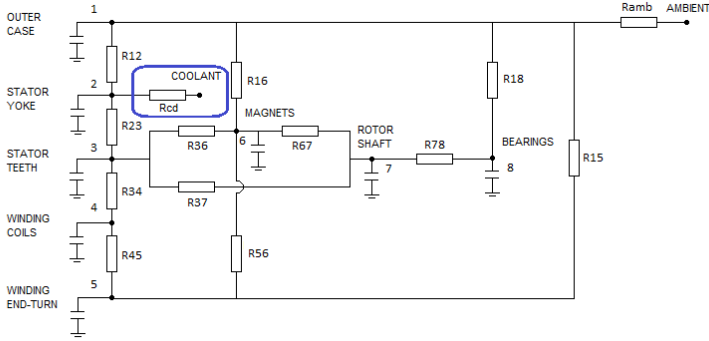 OUTER
CASE
1
Ramb
AMBIENT
R12
R16
R18
STATOR
YOKE
2
COOLANT
Rcd
R23
MAGNETS
6
R36
R67
ROTOR
SHAFT
7
R78
BEARINGS
8
R15
STATOR
TEETH
3
R37
R34
WINDING
COILS
4
R45
R56
WINDING
END-TURN
5